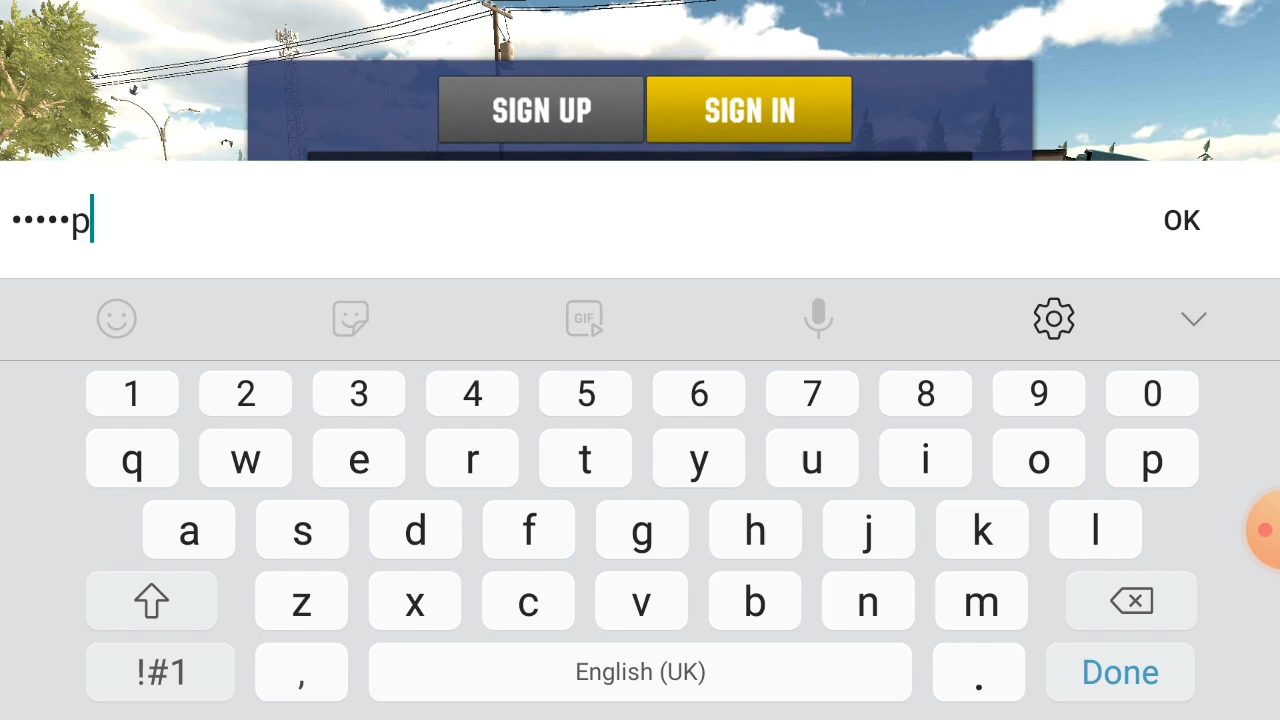 SIGN UP SIGN IN
•••••p OK
GIF
1 2 3 4 5 6 7 8 9 0
q w e r t y u i o p
a s d f g h j k l
z x c v b n m
!#1 , English (UK) . Done